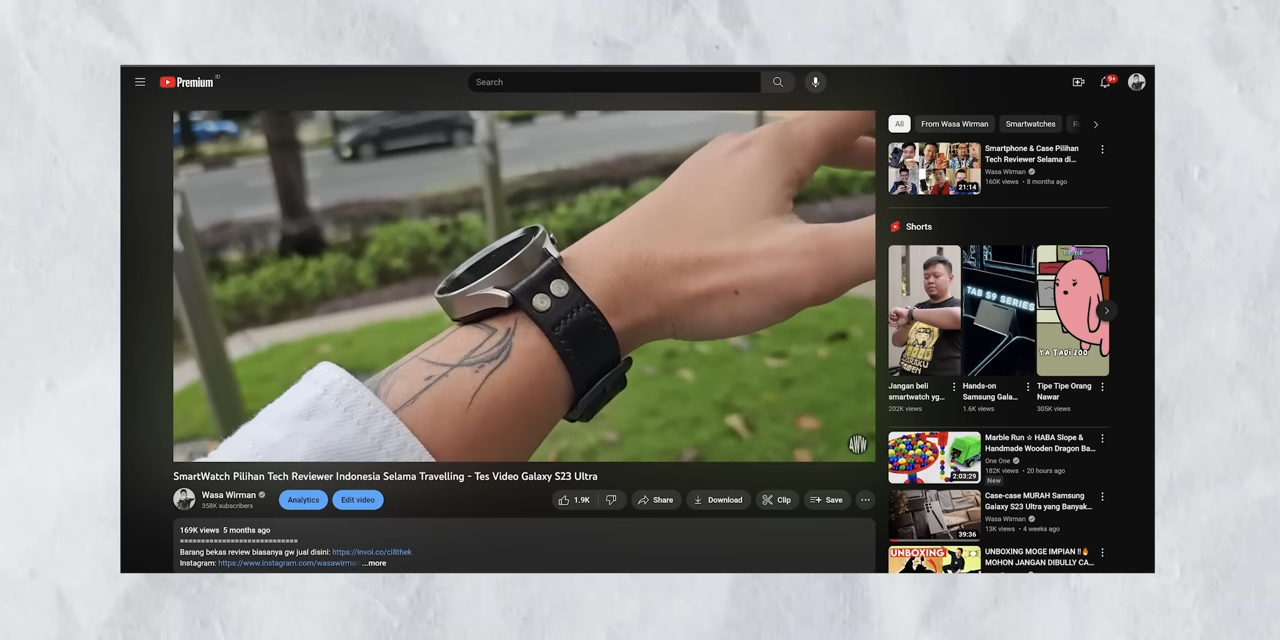 Premium ID
Search
9+
All
From Wasa Wirman
Smartwatches
Smartphone & Case Pilihan
Tech Reviewer Selama di...
Wasa Wirman
160K views • 8 months ago
21:14
Shorts
TAB S9 SERIES
YA TADI ZOO
Jangan beli
smartwatch yg...
202K views
Hands-on
Samsung Gala...
1.6K views
Tipe Tipe Orang
Nawar
305K views
Marble Run ☆ HABA Slope &
Handmade Wooden Dragon Ba...
One One
182K views • 20 hours ago
New
2:03:29
Case-case MURAH Samsung
Galaxy S23 Ultra yang Banyak...
Wasa Wirman
13K views • 4 weeks ago
39:36
UNBOXING
UNBOXING MOGE IMPIAN !!🔥
MOHON JANGAN DIBULLY CA...
SmartWatch Pilihan Tech Reviewer Indonesia Selama Travelling - Tes Video Galaxy S23 Ultra
Wasa Wirman
358K subscribers
Analytics
Edit video
1.9K
Share
Download
Clip
Save
169K views 5 months ago
============================
Barang bekas review biasanya gw jual disini: https://invol.co/cl8thek
Instagram: https://www.instagram.com/wasawirma ...more